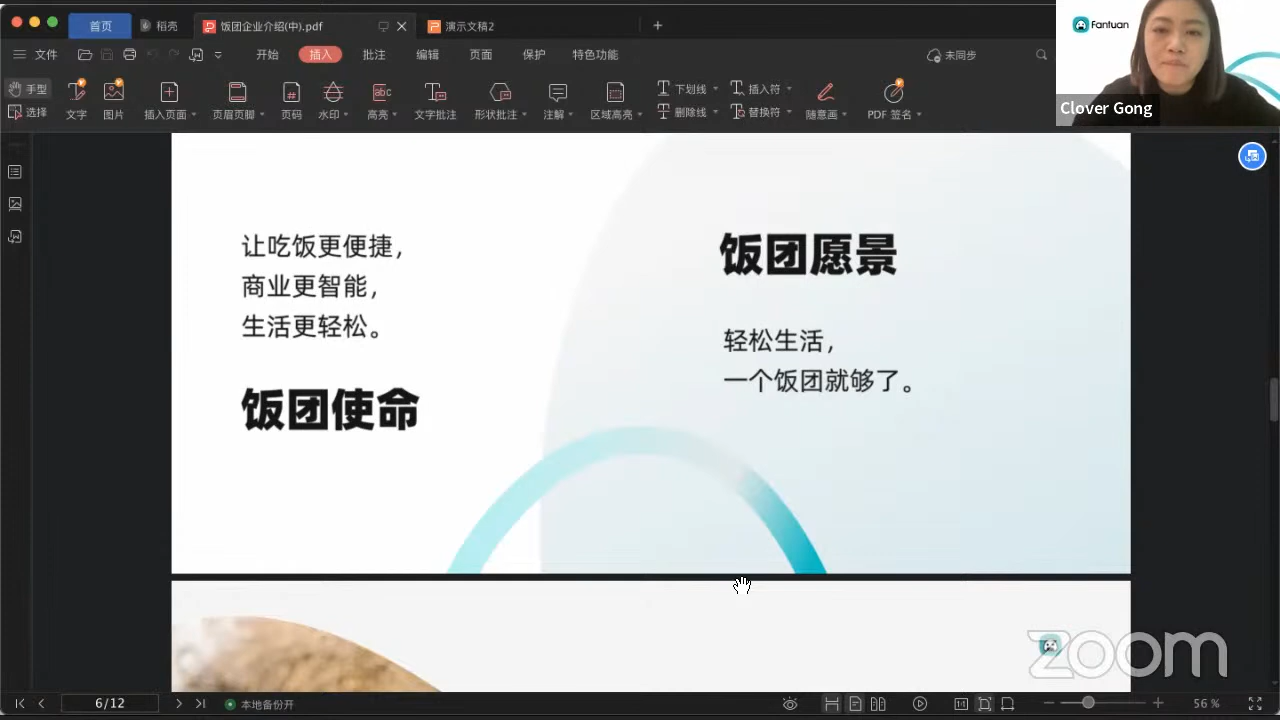 首页
稻壳
饭团企业介绍(中).pdf
演示文稿2
文件
开始
插入
批注
编辑
页面
保护
特色功能
未同步
手型
选择
文字
图片
插入页面
页眉页脚
页码
水印
高亮
文字批注
形状批注
注解
区域高亮
下划线
删除线
插入符
替换符
随意画
PDF 签名
Fantuan
Clover Gong
让吃饭更便捷，
商业更智能，
生活更轻松。
饭团使命
饭团愿景
轻松生活，
一个饭团就够了。
zoom
6/12
本地备份开
56 %